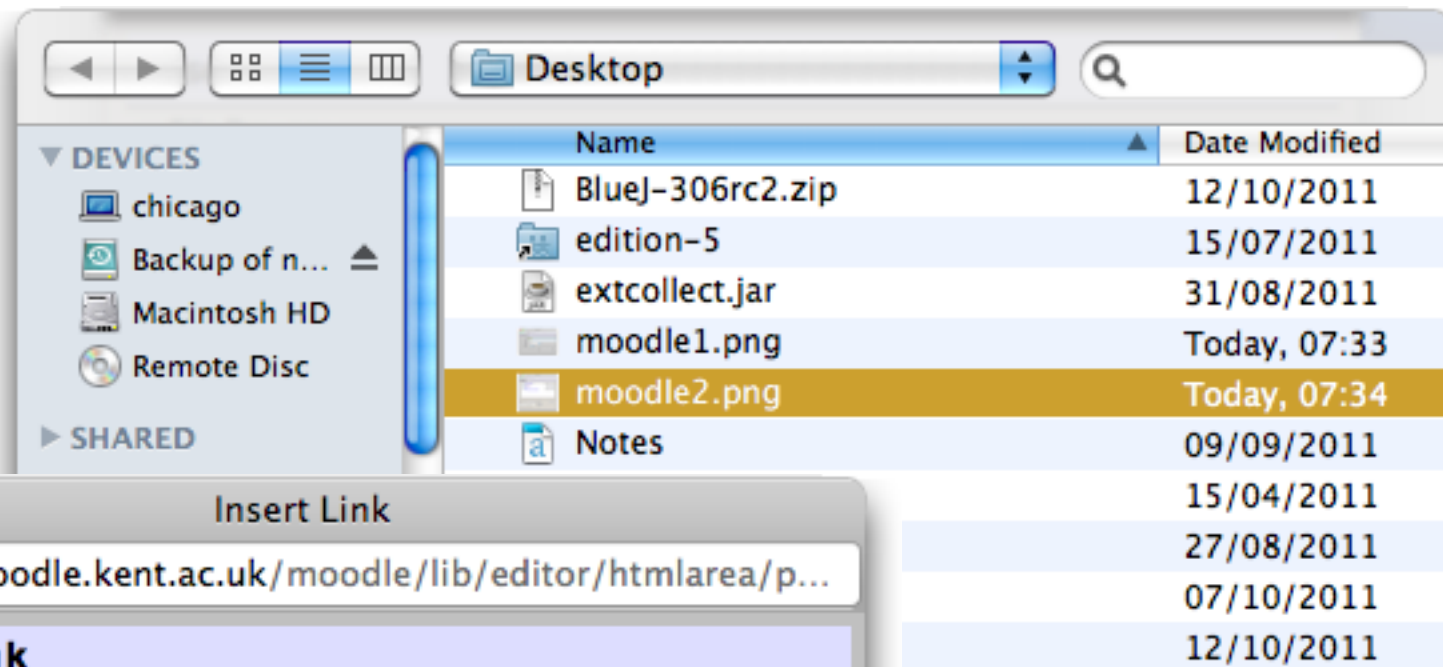 Desktop
Name Date Modified
DEVICES
chicago
Backup of n...
Macintosh HD
Remote Disc
SHARED
BlueJ-306rc2.zip 12/10/2011
edition-5 15/07/2011
extcollect.jar 31/08/2011
moodle1.png Today, 07:33
moodle2.png Today, 07:34
Notes 09/09/2011
15/04/2011
27/08/2011
07/10/2011
12/10/2011
Insert Link
oodle.kent.ac.uk/moodle/lib/editor/htmlarea/p...